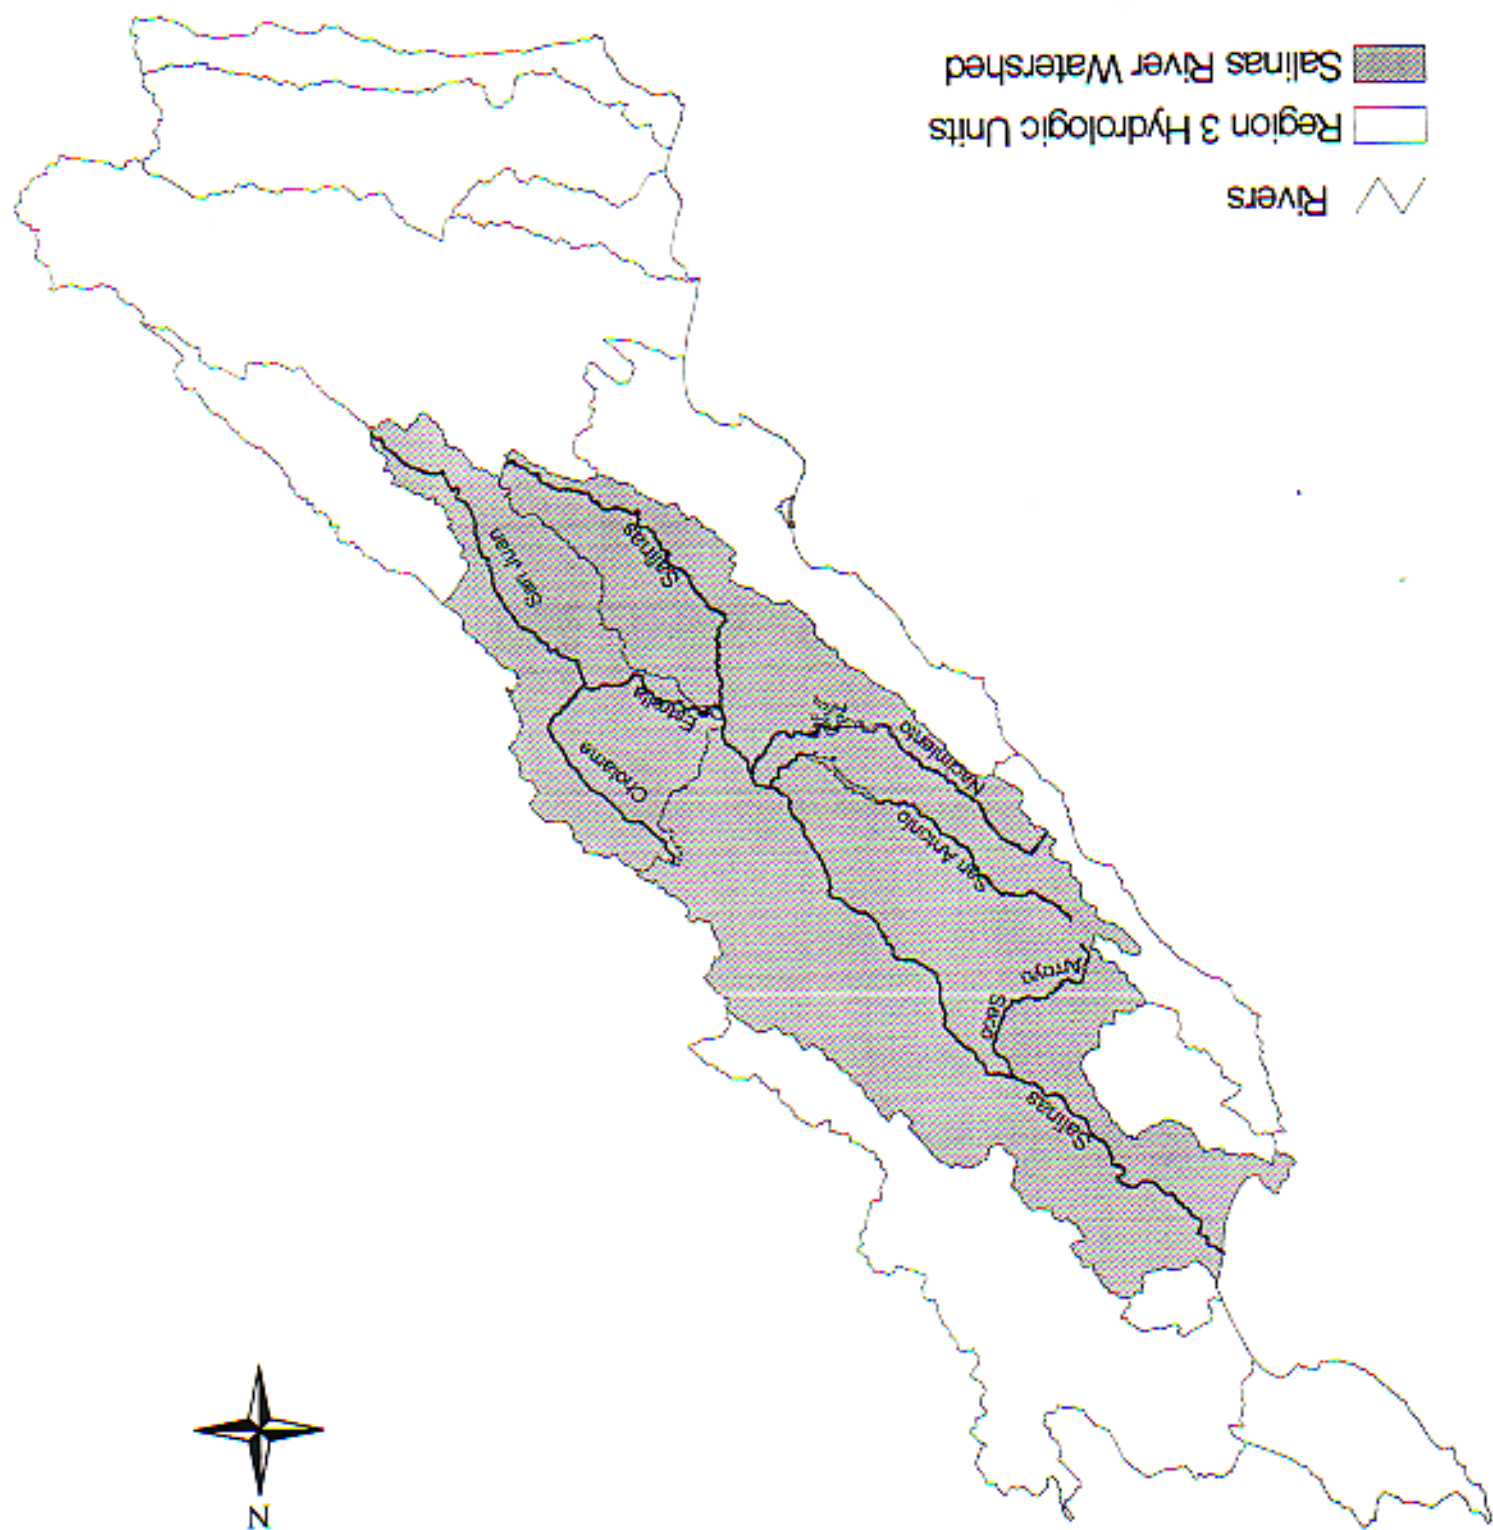 N
Salinas
Arroyo
Seco
San Antonio
Nacimiento
Cholame
Estrella
San Juan
Salinas
Rivers
Region 3 Hydrologic Units
Salinas River Watershed